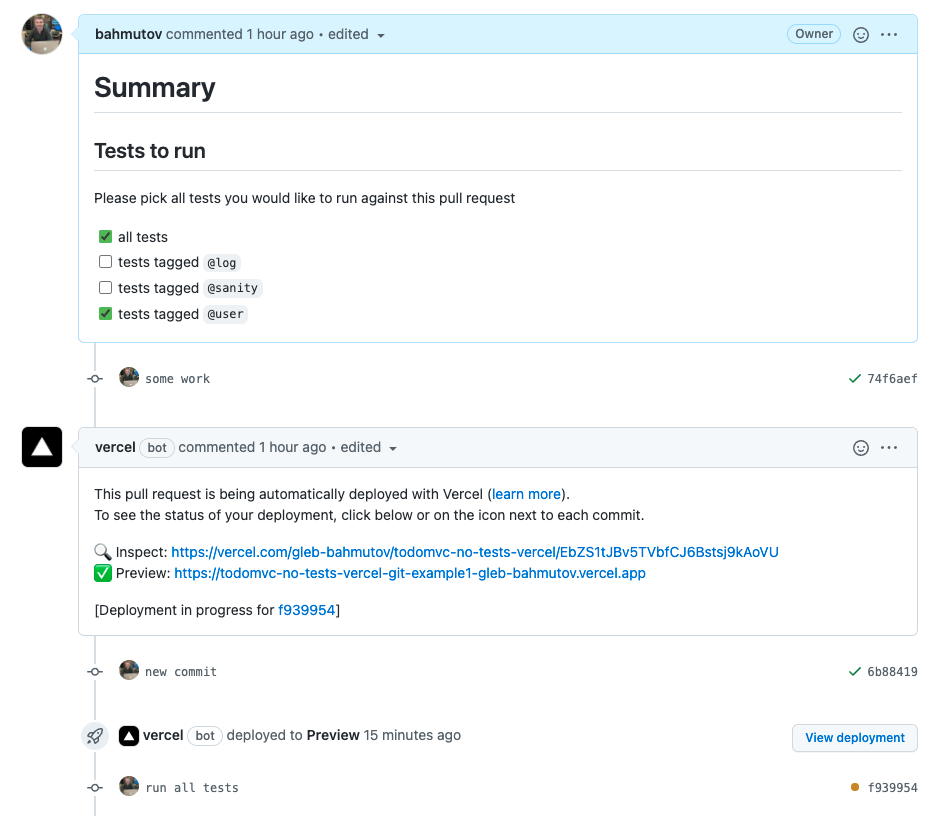 bahmutov commented 1 hour ago • edited Owner
Summary
Tests to run
Please pick all tests you would like to run against this pull request
all tests
tests tagged @log
tests tagged @sanity
tests tagged @user
some work 74f6aef
vercel bot commented 1 hour ago • edited
This pull request is being automatically deployed with Vercel (learn more).
To see the status of your deployment, click below or on the icon next to each commit.
🔍 Inspect: https://vercel.com/gleb-bahmutov/todomvc-no-tests-vercel/EbZS1tJBv5TVbfCJ6Bstsj9kAoVU
✅ Preview: https://todomvc-no-tests-vercel-git-example1-gleb-bahmutov.vercel.app
[Deployment in progress for f939954]
new commit 6b88419
vercel bot deployed to Preview 15 minutes ago View deployment
run all tests f939954